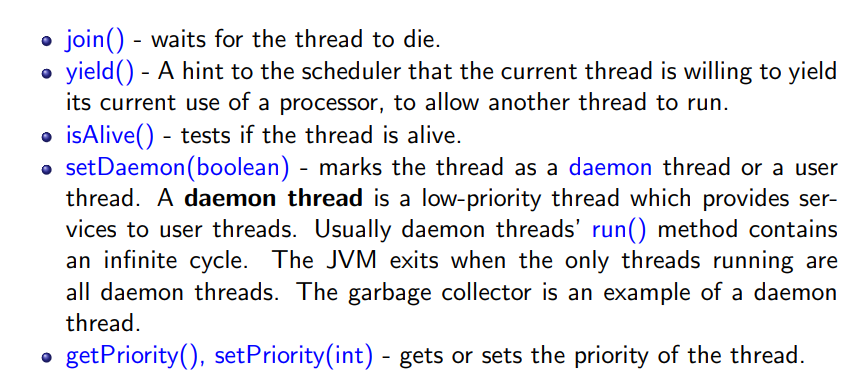 join() - waits for the thread to die.
yield() - A hint to the scheduler that the current thread is willing to yield
its current use of a processor, to allow another thread to run.
isAlive() - tests if the thread is alive.
setDaemon(boolean) - marks the thread as a daemon thread or a user
thread. A daemon thread is a low-priority thread which provides ser-
vices to user threads. Usually daemon threads' run() method contains
an infinite cycle. The JVM exits when the only threads running are
all daemon threads. The garbage collector is an example of a daemon
thread.
getPriority(), setPriority(int) - gets or sets the priority of the thread.